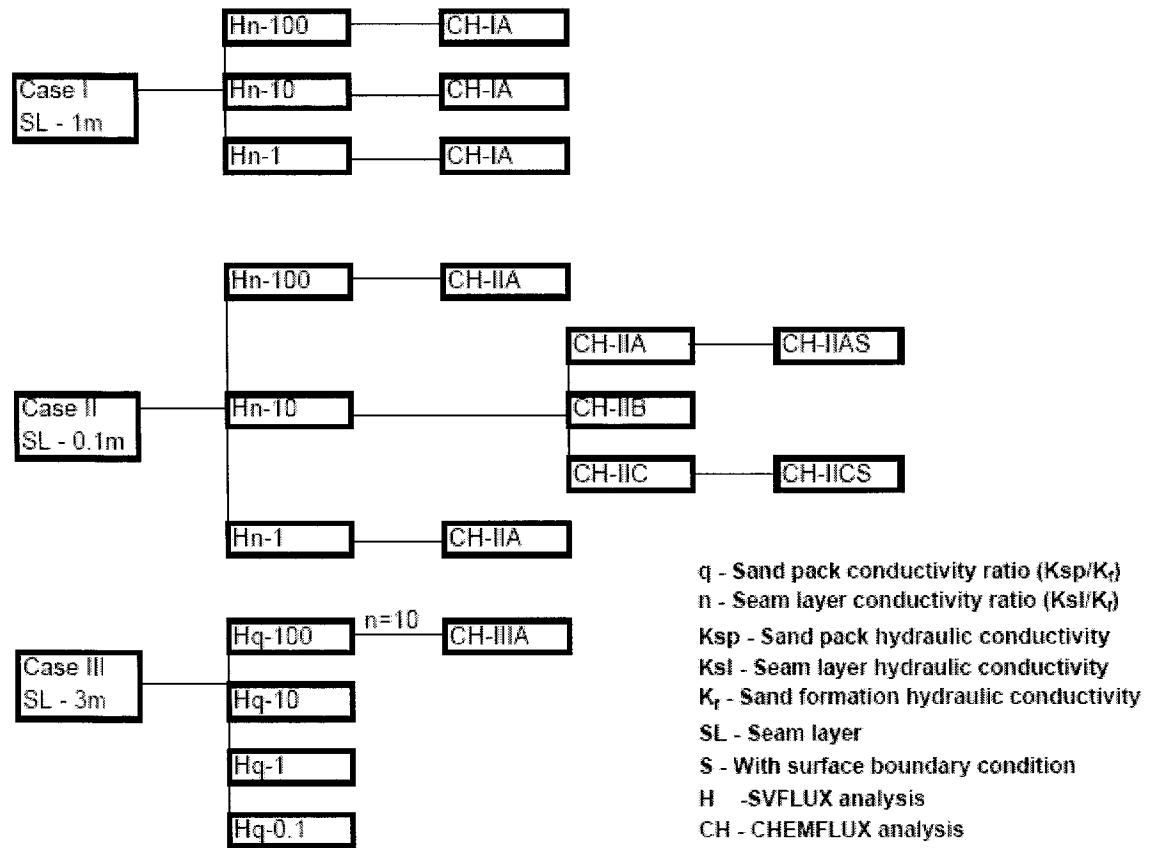 Hn-100 CH-IA
Case I
SL - 1m
Hn-10 CH-IA
Hn-1 CH-IA
Hn-100 CH-IIA
CH-IIA CH-IIAS
Case II
SL - 0.1m
Hn-10 CH-IIB
CH-IIC CH-IICS
Hn-1 CH-IIA
Case III
SL - 3m
Hq-100 n=10 CH-IIIA
Hq-10
Hq-1
Hq-0.1
q - Sand pack conductivity ratio (Ksp/Kf)
n - Seam layer conductivity ratio (Ksl/Kf)
Ksp - Sand pack hydraulic conductivity
Ksl - Seam layer hydraulic conductivity
Kf - Sand formation hydraulic conductivity
SL - Seam layer
S - With surface boundary condition
H -SVFLUX analysis
CH - CHEMFLUX analysis